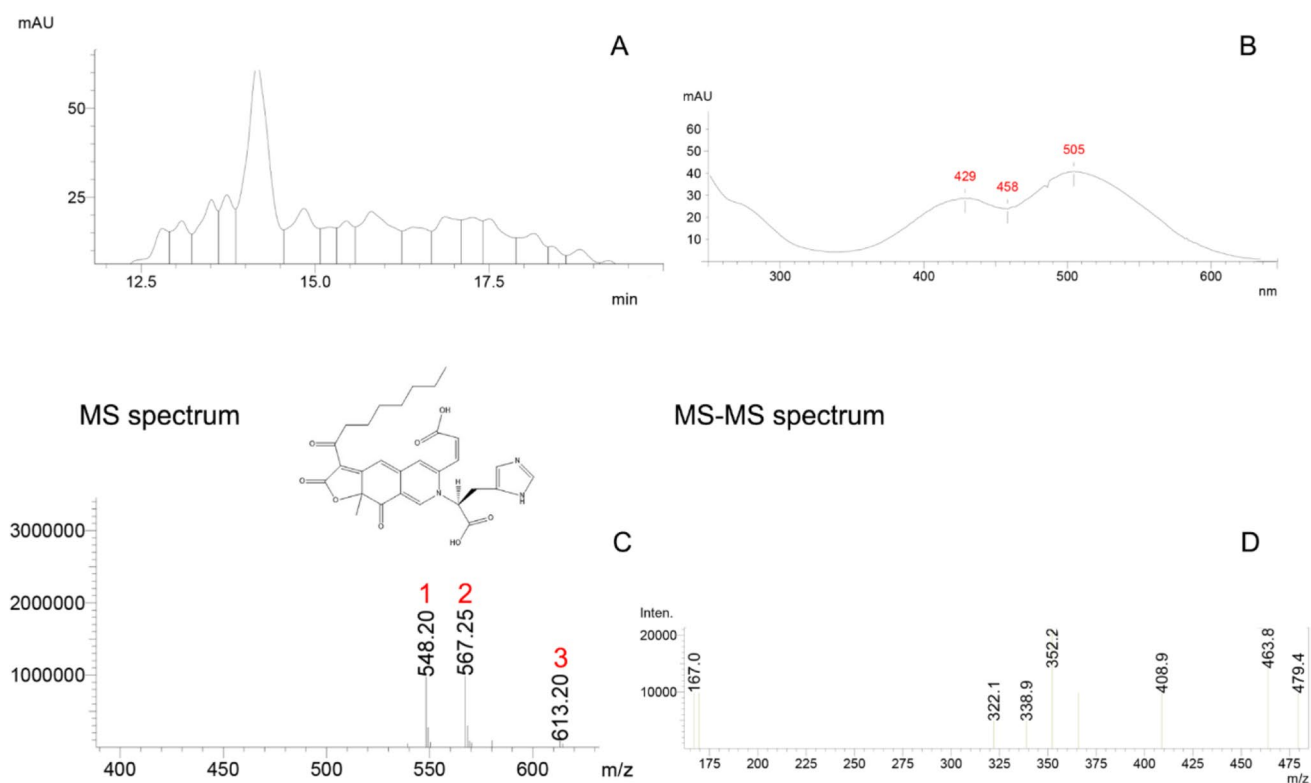 mAU
A
50
25
12.5 15.0 17.5
min
B
mAU
60
50
40
30
20
10
429
458
505
300 400 500 600
nm
MS spectrum
OH
O
O
O
O
O
N
H
N
NH
O
HO
C
3000000
2000000
1000000
1 2 3
548.20
567.25
613.20
400 450 500 550 600 m/z
MS-MS spectrum
D
Inten.
20000
10000
167.0
322.1
338.9
352.2
408.9
463.8
479.4
175 200 225 250 275 300 325 350 375 400 425 450 475
m/z